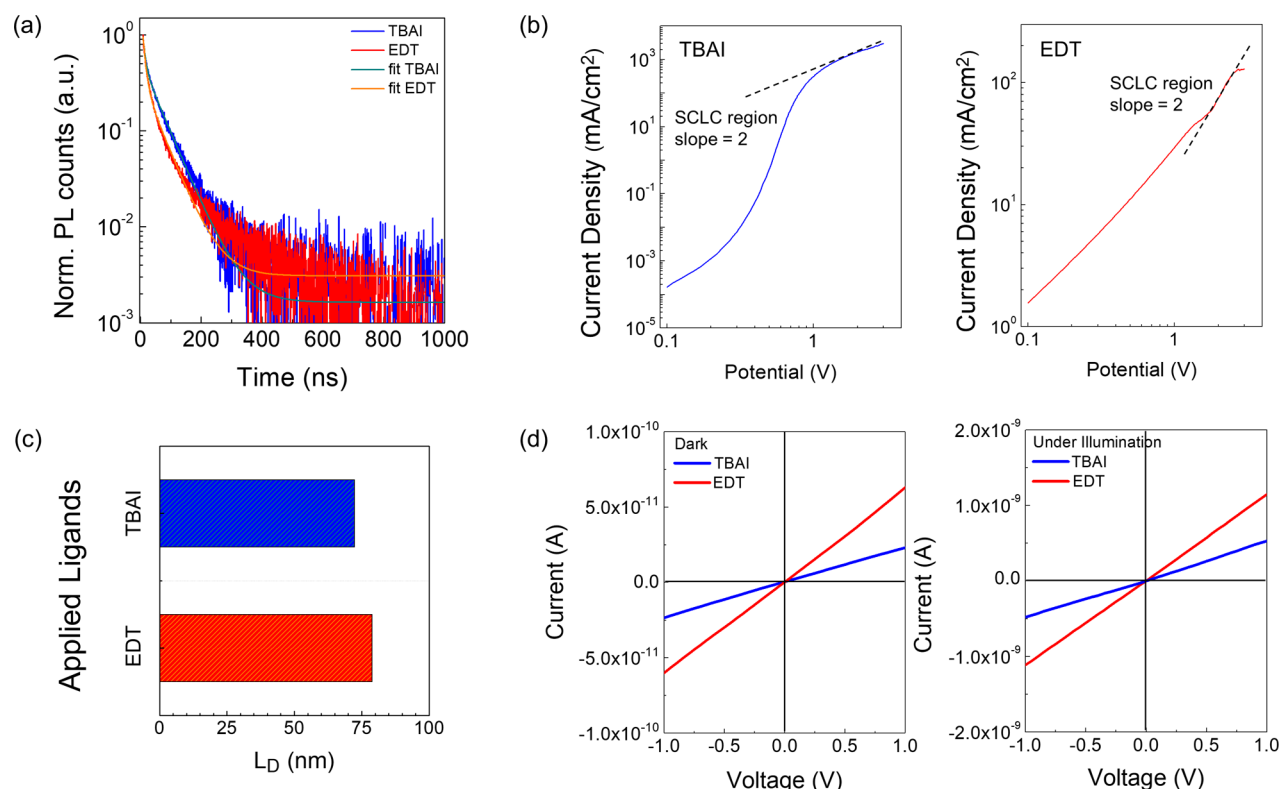 (a)
10⁰
10⁻¹
10⁻²
10⁻³
Norm. PL counts (a.u.)
TBAI
EDT
fit TBAI
fit EDT
0 200 400 600 800 1000
Time (ns)
(b)
TBAI
10³
10¹
10⁻¹
10⁻³
10⁻⁵
Current Density (mA/cm²)
SCLC region
slope = 2
0.1 1
Potential (V)
EDT
10²
10¹
10⁰
Current Density (mA/cm²)
SCLC region
slope = 2
0.1 1
Potential (V)
(c)
Applied Ligands
TBAI
EDT
0 25 50 75 100
L_D (nm)
(d)
1.0x10⁻¹⁰
5.0x10⁻¹¹
0.0
-5.0x10⁻¹¹
-1.0x10⁻¹⁰
Current (A)
Dark
TBAI
EDT
-1.0 -0.5 0.0 0.5 1.0
Voltage (V)
2.0x10⁻⁹
1.0x10⁻⁹
0.0
-1.0x10⁻⁹
-2.0x10⁻⁹
Current (A)
Under Illumination
TBAI
EDT
-1.0 -0.5 0.0 0.5 1.0
Voltage (V)